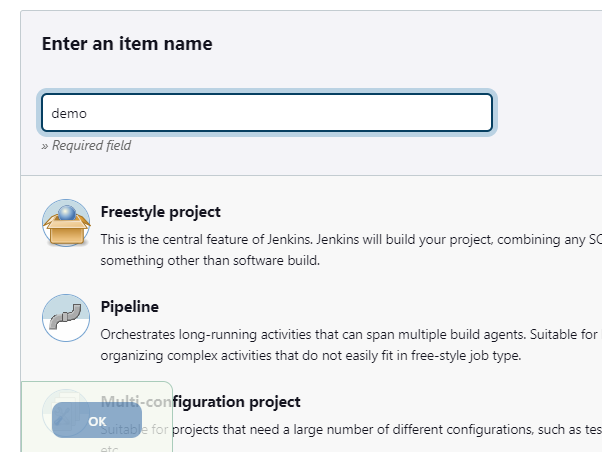 Enter an item name
demo
» Required field
Freestyle project
This is the central feature of Jenkins. Jenkins will build your project, combining any SC
something other than software build.
Pipeline
Orchestrates long-running activities that can span multiple build agents. Suitable for
organizing complex activities that do not easily fit in free-style job type.
Multi-configuration project
OK
Suitable for projects that need a large number of different configurations, such as tes
etc